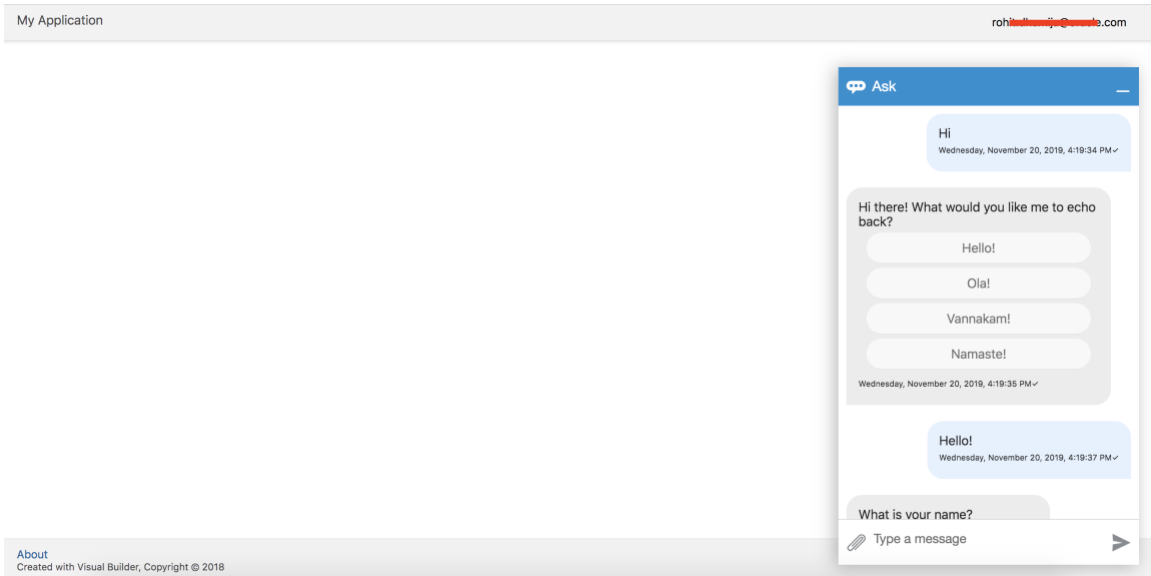 My Application
Ask
Hi
Wednesday, November 20, 2019, 4:19:34 PM✓
Hi there! What would you like me to echo
back?
Hello!
Ola!
Vannakam!
Namaste!
Wednesday, November 20, 2019, 4:19:35 PM✓
Hello!
Wednesday, November 20, 2019, 4:19:37 PM✓
What is your name?
Type a message
About
Created with Visual Builder, Copyright © 2018